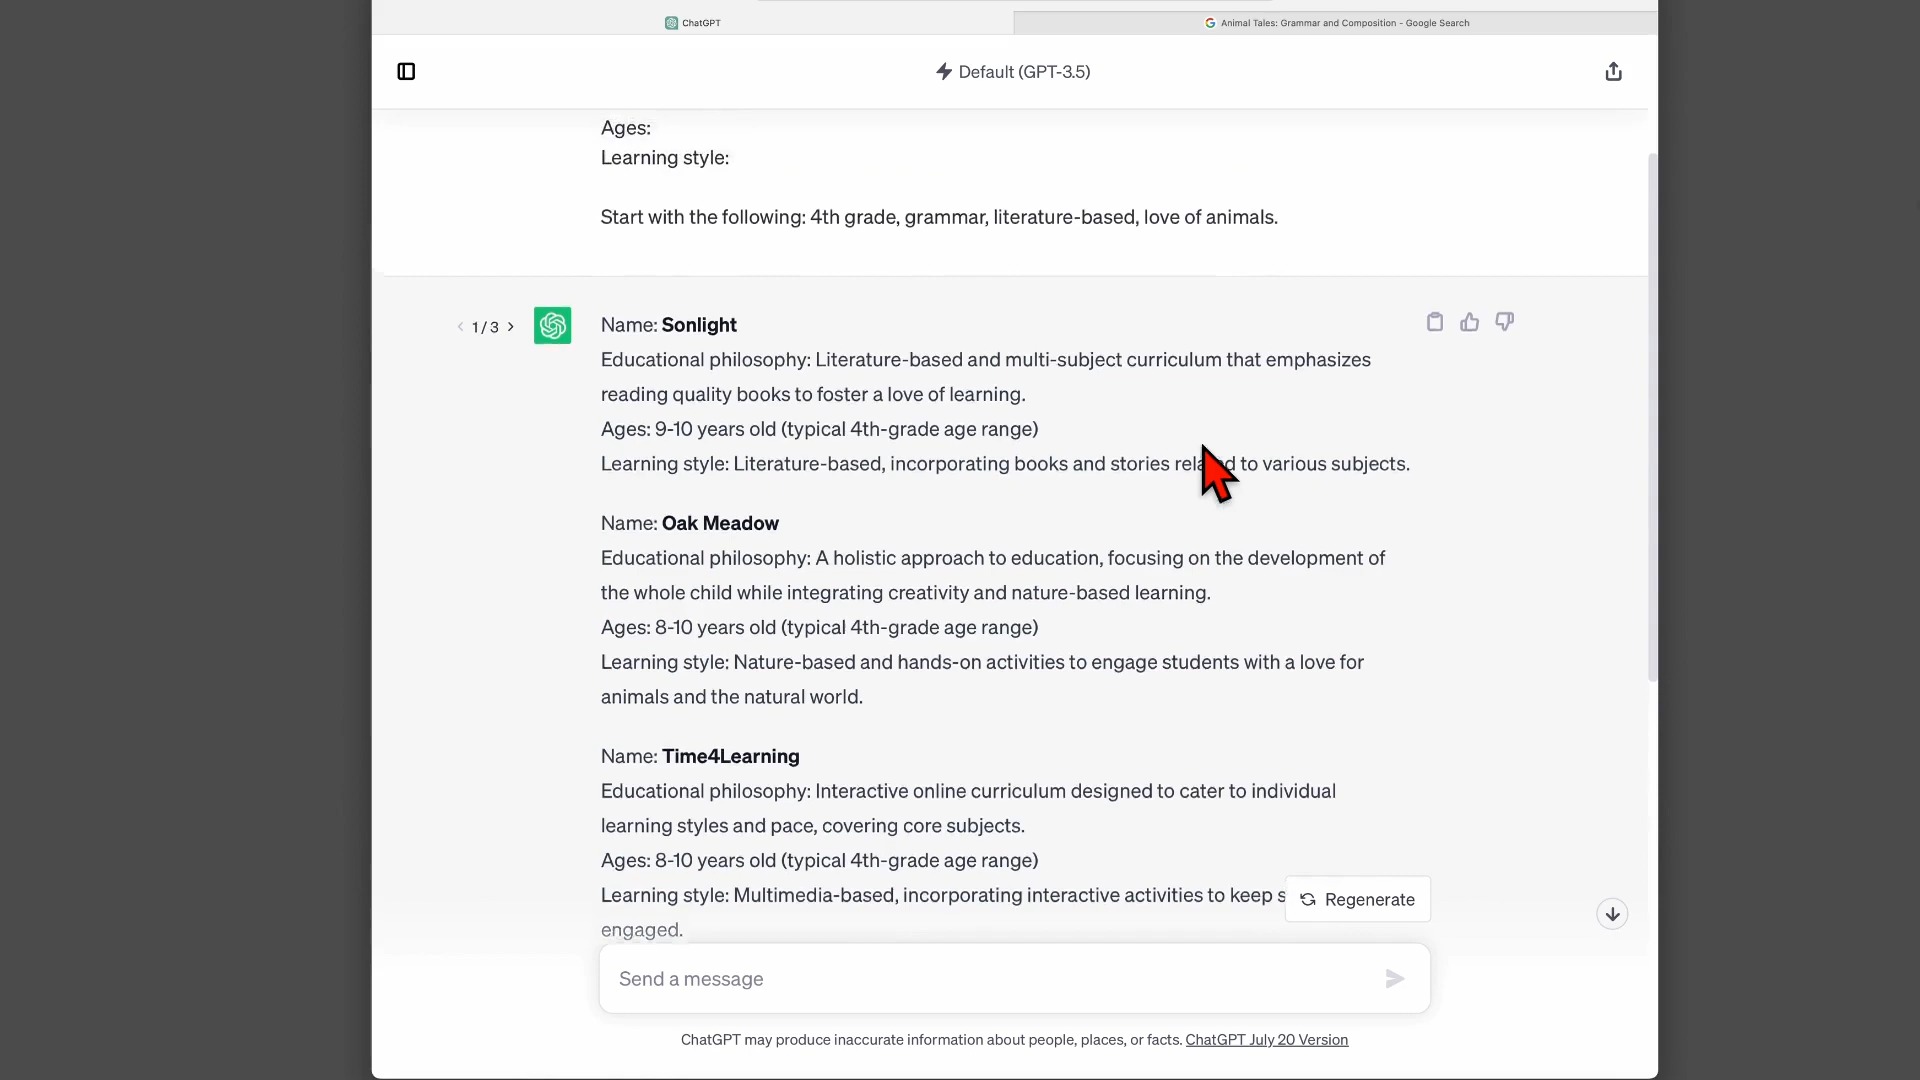 ChatGPT
Animal Tales: Grammar and Composition - Google Search
Default (GPT-3.5)
Ages:
Learning style:
Start with the following: 4th grade, grammar, literature-based, love of animals.
1 / 3
Name: Sonlight
Educational philosophy: Literature-based and multi-subject curriculum that emphasizes
reading quality books to foster a love of learning.
Ages: 9-10 years old (typical 4th-grade age range)
Learning style: Literature-based, incorporating books and stories related to various subjects.
Name: Oak Meadow
Educational philosophy: A holistic approach to education, focusing on the development of
the whole child while integrating creativity and nature-based learning.
Ages: 8-10 years old (typical 4th-grade age range)
Learning style: Nature-based and hands-on activities to engage students with a love for
animals and the natural world.
Name: Time4Learning
Educational philosophy: Interactive online curriculum designed to cater to individual
learning styles and pace, covering core subjects.
Ages: 8-10 years old (typical 4th-grade age range)
Learning style: Multimedia-based, incorporating interactive activities to keep
Regenerate
engaged.
Send a message
ChatGPT may produce inaccurate information about people, places, or facts. ChatGPT July 20 Version